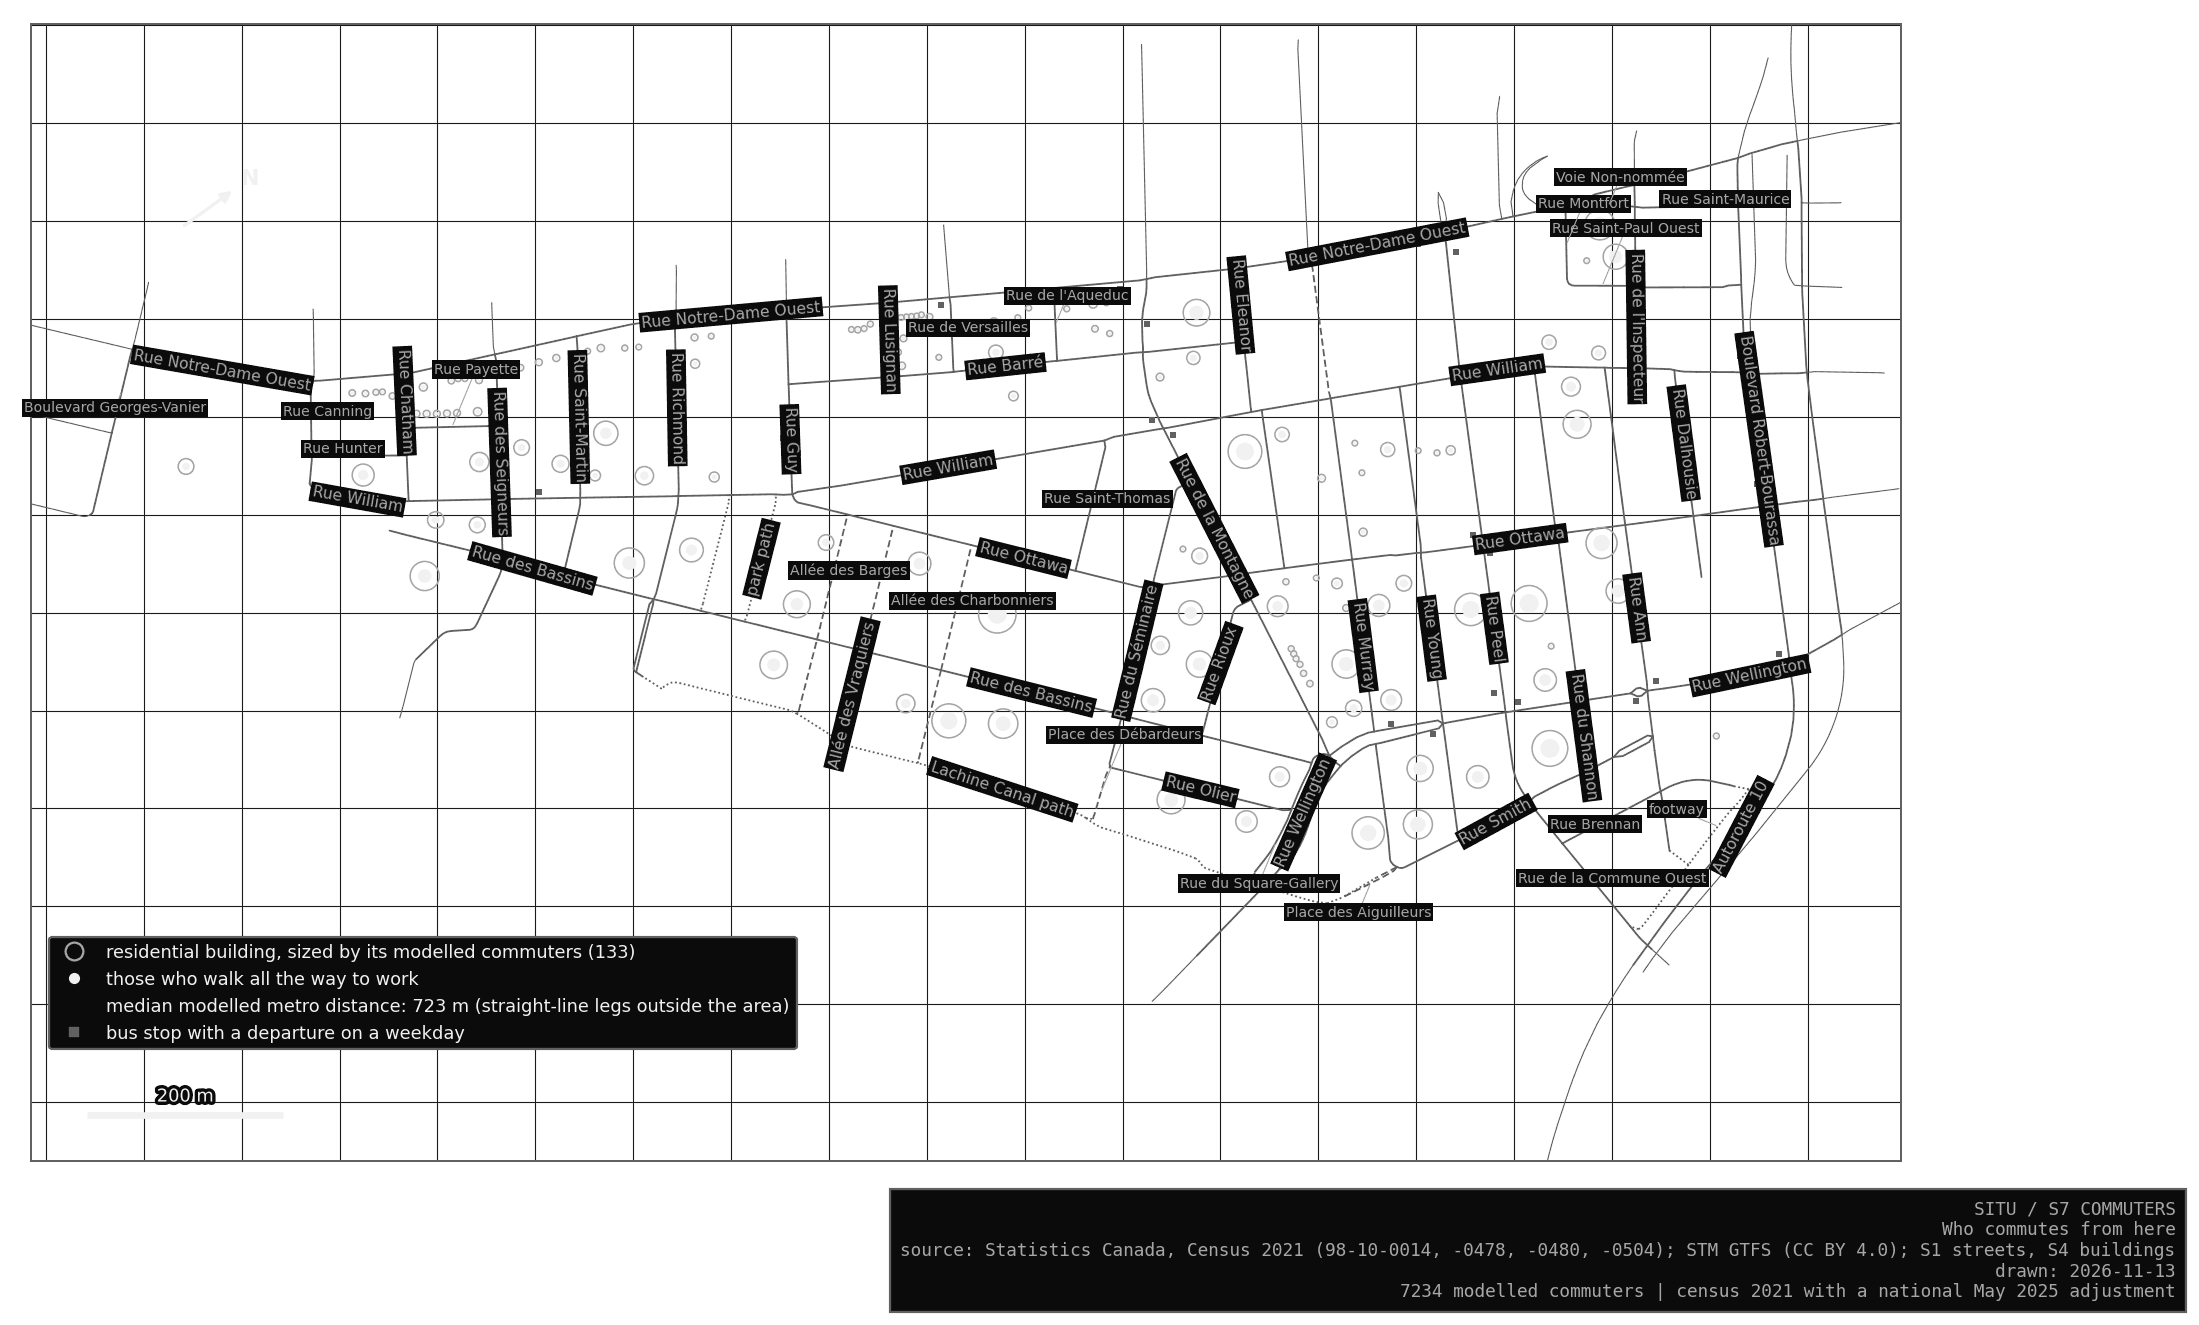 N
Voie Non-nommée
Rue Montfort
Rue Saint-Maurice
Rue Saint-Paul Ouest
Rue Notre-Dame Ouest
Rue Eleanor
Rue de l'Inspecteur
Rue de l'Aqueduc
Rue Notre-Dame Ouest
Rue Lusignan
Rue de Versailles
Rue Notre-Dame Ouest
Rue Chatham
Rue Payette
Rue Saint-Martin
Rue Richmond
Rue Barré
Rue William
Boulevard Robert-Bourassa
Boulevard Georges-Vanier
Rue Canning
Rue des Seigneurs
Rue Guy
Rue Dalhousie
Rue Hunter
Rue William
Rue William
Rue Saint-Thomas
Rue de la Montagne
Rue des Bassins
park path
Allée des Barges
Rue Ottawa
Rue Ottawa
Allée des Charbonniers
Rue du Séminaire
Rue Rioux
Rue Murray
Rue Young
Rue Peel
Rue Ann
Allée des Vraquiers
Rue des Bassins
Rue Wellington
Place des Débardeurs
Rue du Shannon
Lachine Canal path
Rue Olier
Rue Wellington
Rue Smith
Rue Brennan
footway
Autoroute 10
Rue du Square-Gallery
Rue de la Commune Ouest
Place des Aiguilleurs
residential building, sized by its modelled commuters (133)
those who walk all the way to work
median modelled metro distance: 723 m (straight-line legs outside the area)
bus stop with a departure on a weekday
200 m
SITU / S7 COMMUTERS
Who commutes from here
source: Statistics Canada, Census 2021 (98-10-0014, -0478, -0480, -0504); STM GTFS (CC BY 4.0); S1 streets, S4 buildings
drawn: 2026-11-13
7234 modelled commuters | census 2021 with a national May 2025 adjustment